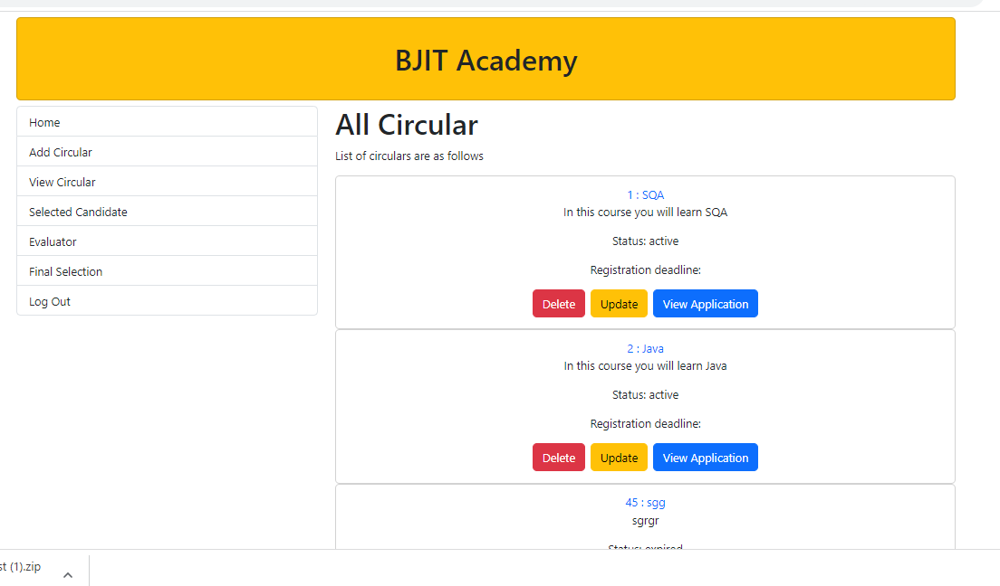 BJIT Academy
Home
Add Circular
View Circular
Selected Candidate
Evaluator
Final Selection
Log Out
All Circular
List of circulars are as follows
1 : SQA
In this course you will learn SQA
Status: active
Registration deadline:
Delete Update View Application
2 : Java
In this course you will learn Java
Status: active
Registration deadline:
Delete Update View Application
45 : sgg
sgrgr
Status: expired
st (1).zip